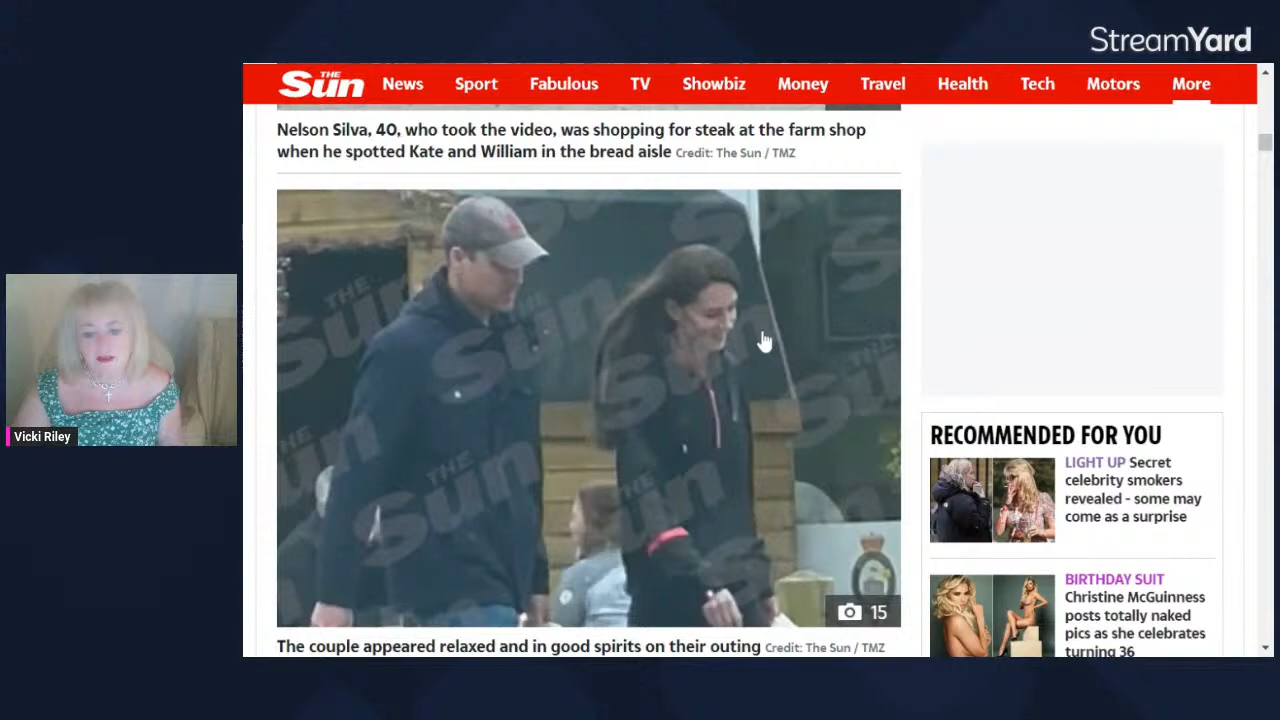 StreamYard
THE Sun News Sport Fabulous TV Showbiz Money Travel Health Tech Motors More
Nelson Silva, 40, who took the video, was shopping for steak at the farm shop
when he spotted Kate and William in the bread aisle Credit: The Sun / TMZ
THE Sun
15
The couple appeared relaxed and in good spirits on their outing Credit: The Sun / TMZ
RECOMMENDED FOR YOU
LIGHT UP Secret
celebrity smokers
revealed - some may
come as a surprise
BIRTHDAY SUIT
Christine McGuinness
posts totally naked
pics as she celebrates
turning 36
Vicki Riley